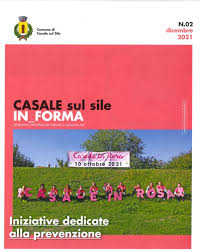 Comune di
Casale sul Sile
N.02
dicembre
2021
CASALE sul sile
IN_FORMA
Casale in Rosa
10 ottobre 2021
CASALE IN ROSA
Iniziative dedicate
alla prevenzione